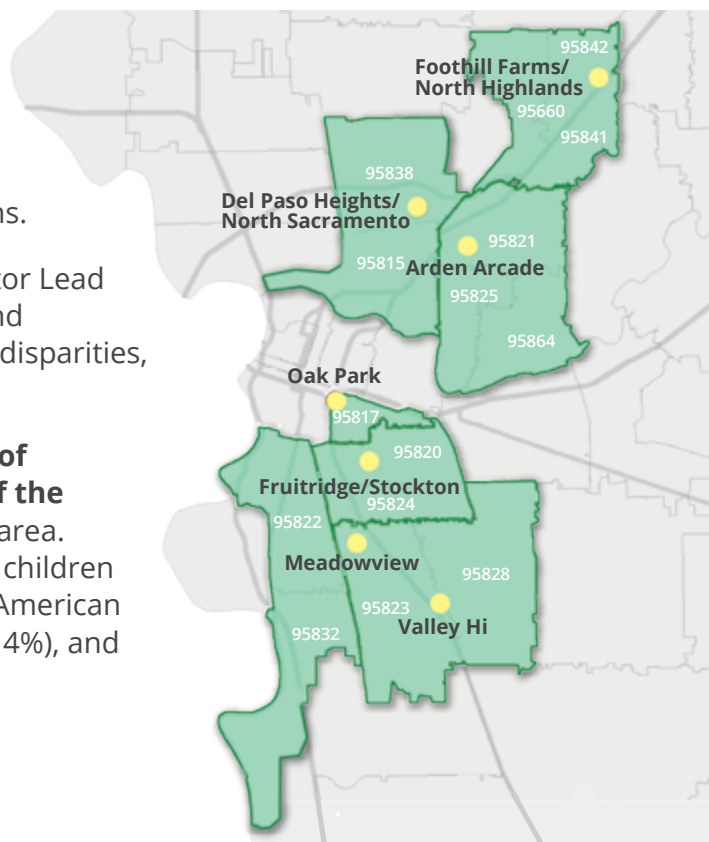 ns.
tor Lead
nd
disparities,
of
f the
area.
children
American
4%), and
95842
Foothill Farms/
North Highlands
95660
95841
95838
Del Paso Heights/
North Sacramento
95815
95821
Arden Arcade
95825
95864
Oak Park
95817
95820
Fruitridge/Stockton
95824
95822
Meadowview
95828
95823
Valley Hi
95832